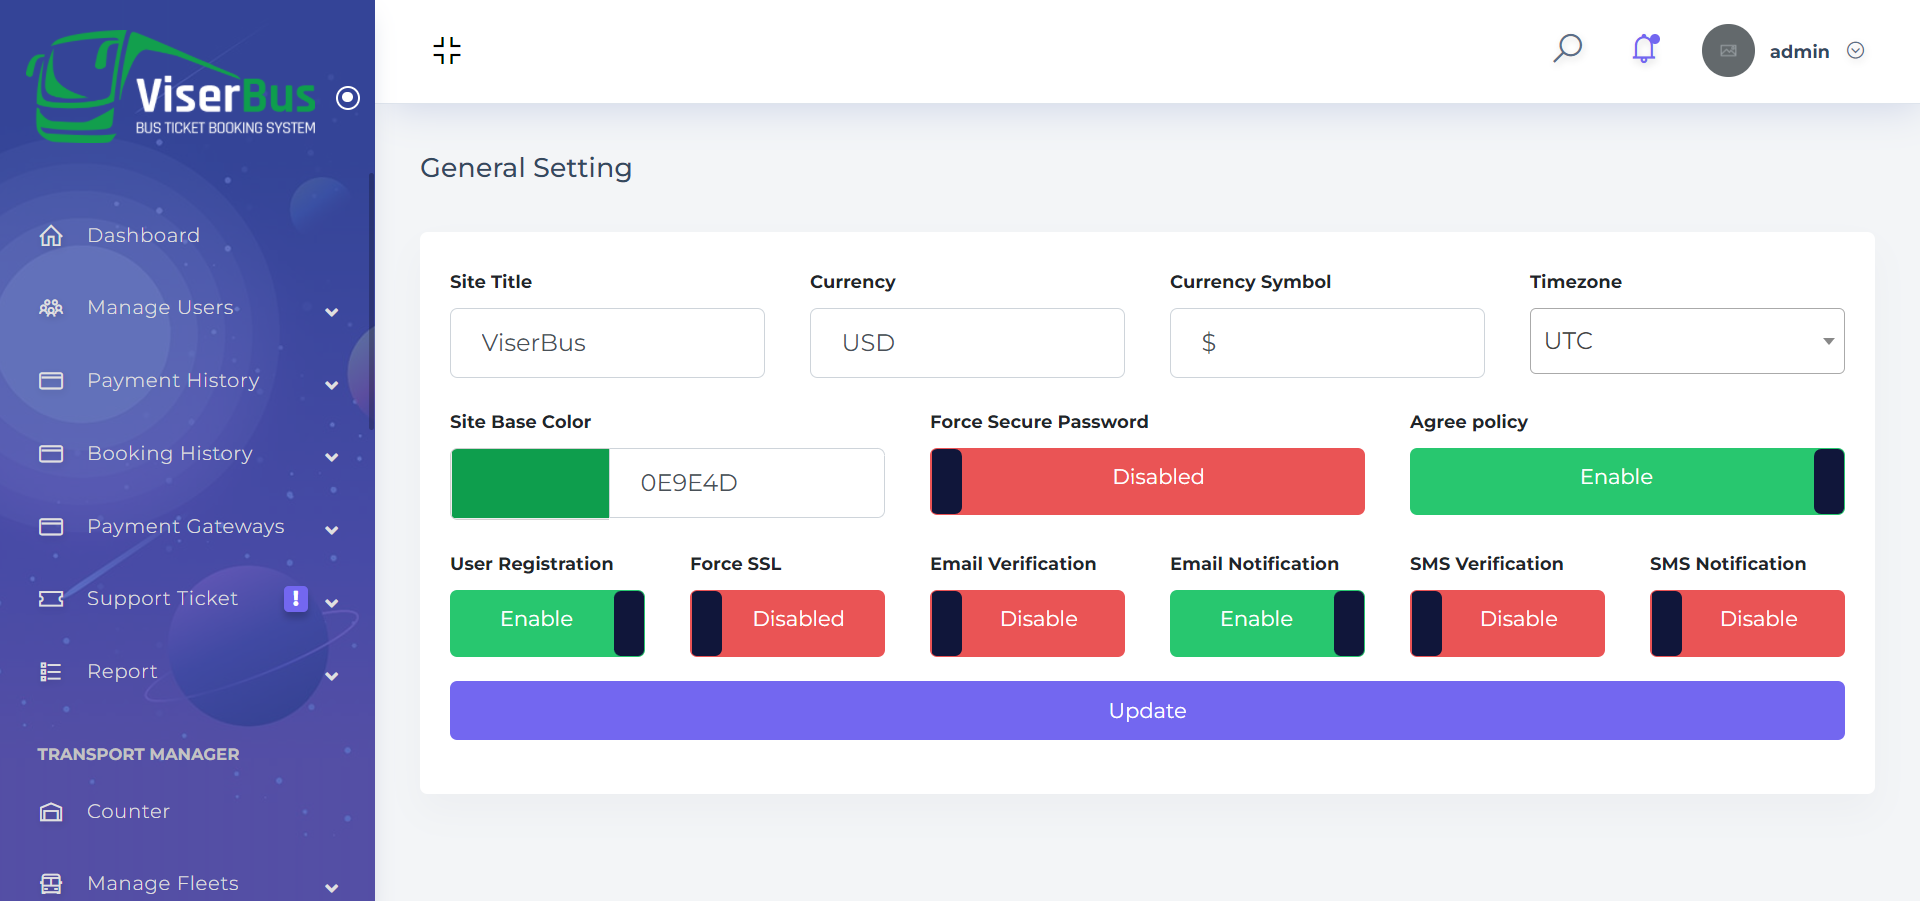 ViserBus
BUS TICKET BOOKING SYSTEM
Dashboard
Manage Users
Payment History
Booking History
Payment Gateways
Support Ticket !
Report
TRANSPORT MANAGER
Counter
Manage Fleets
admin
General Setting
Site Title Currency Currency Symbol Timezone
ViserBus USD $ UTC
Site Base Color Force Secure Password Agree policy
0E9E4D Disabled Enable
User Registration Force SSL Email Verification Email Notification SMS Verification SMS Notification
Enable Disabled Disable Enable Disable Disable
Update